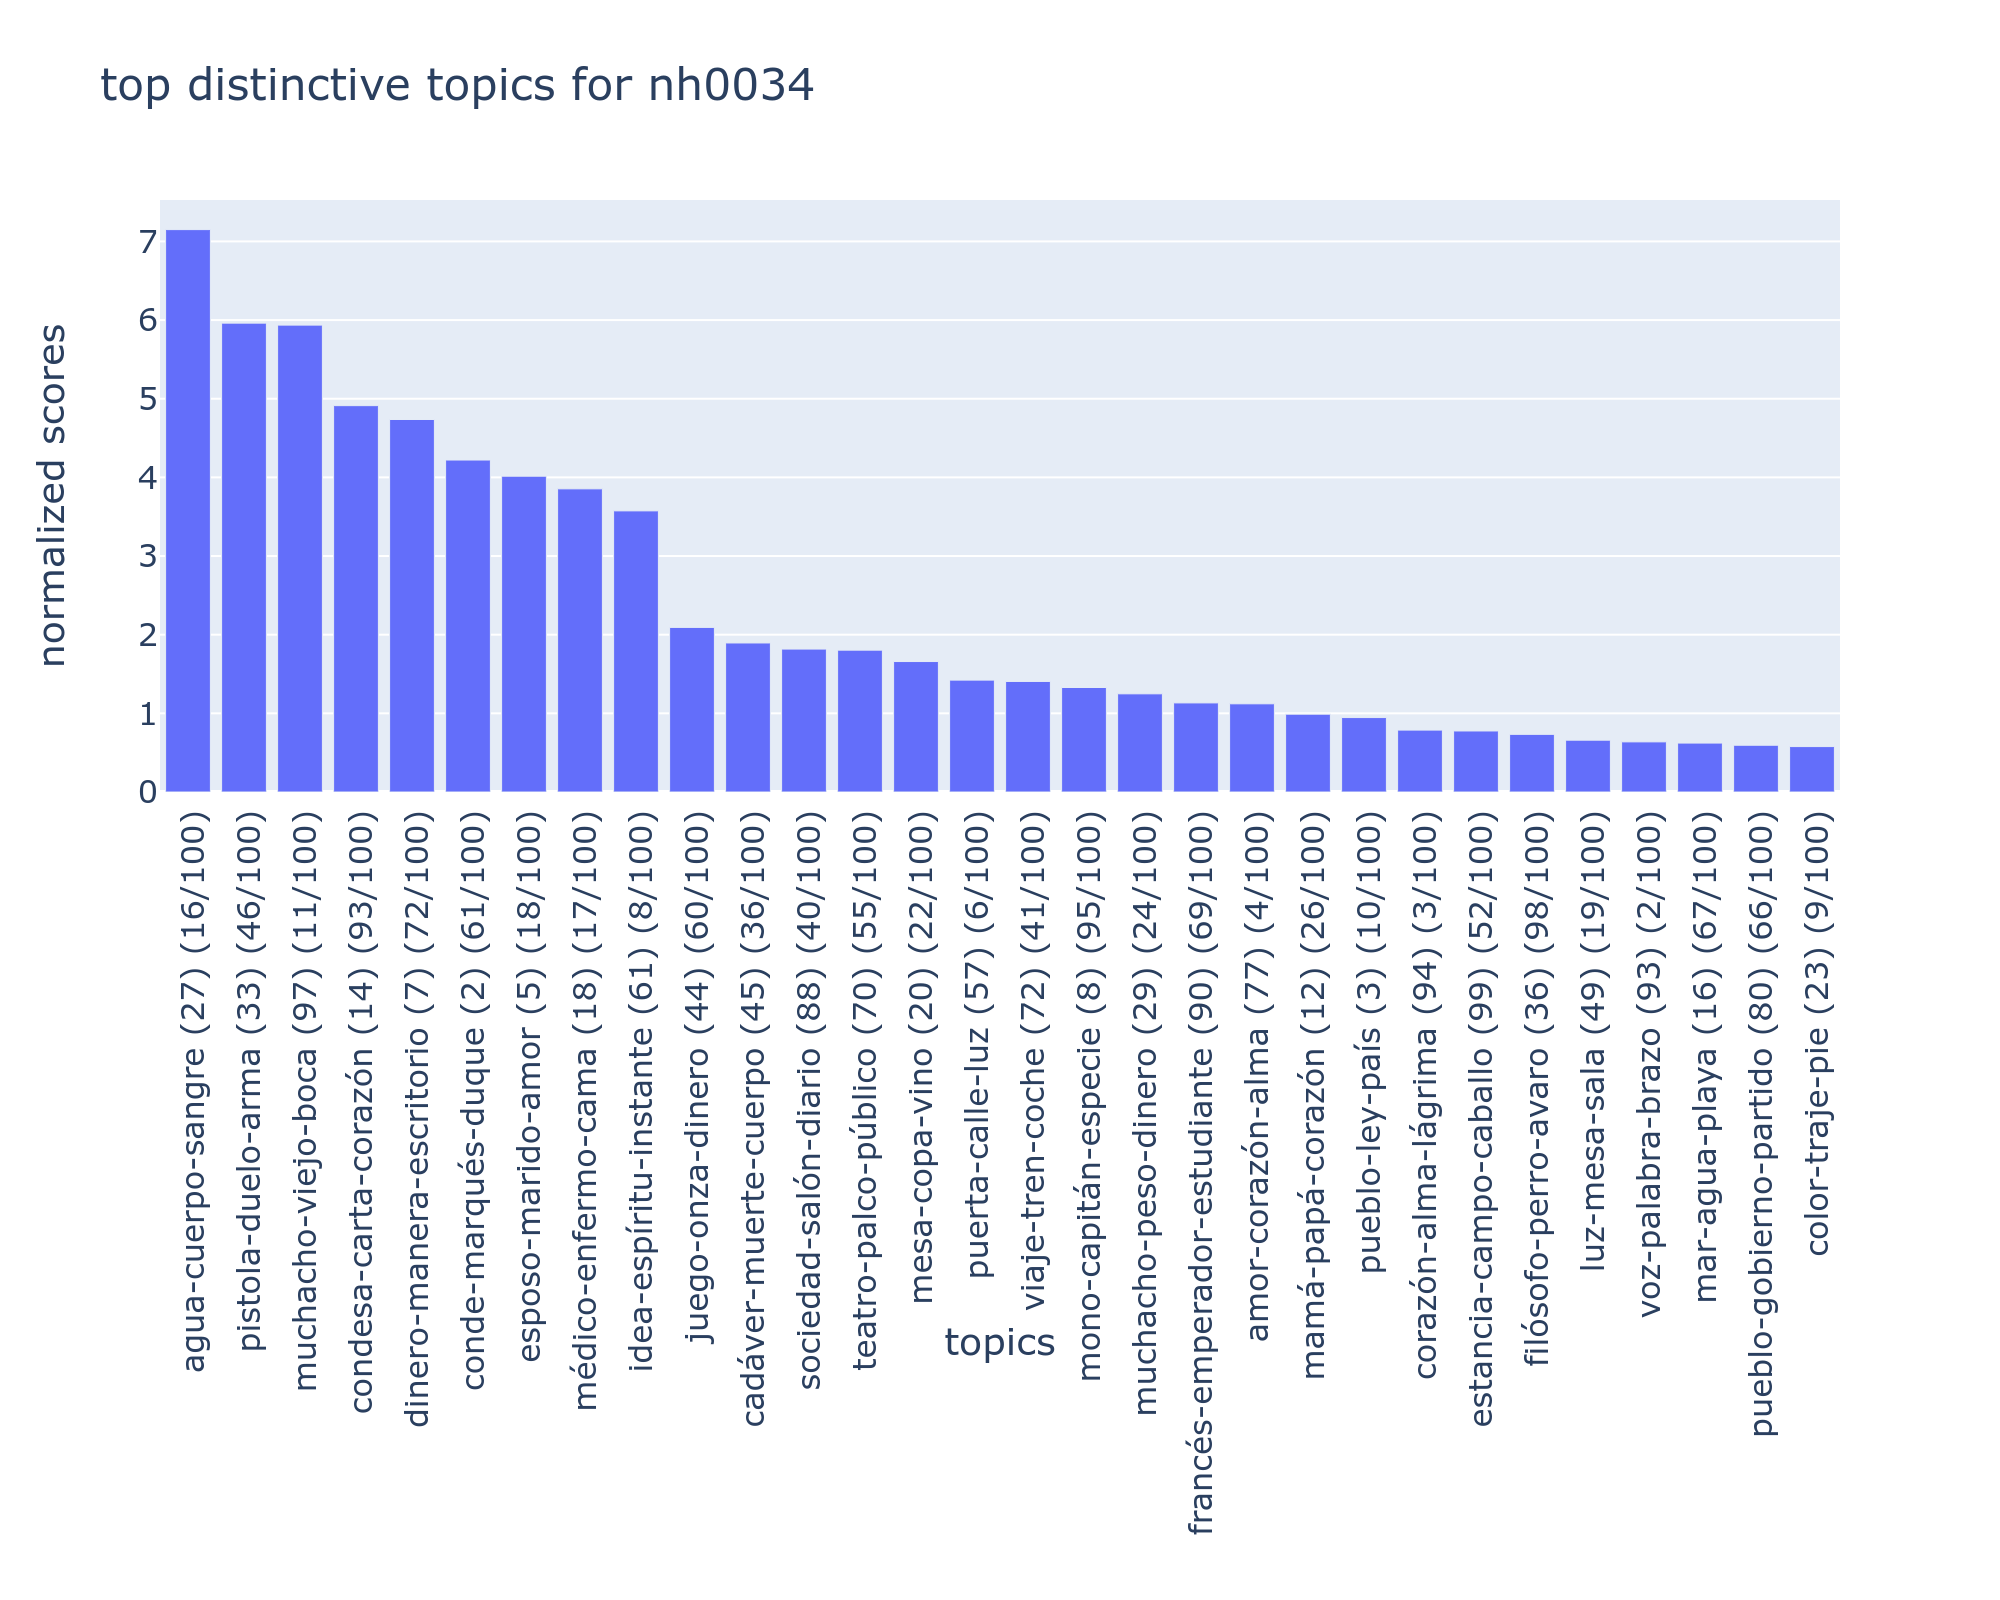 top distinctive topics for nh0034
normalized scores
7
6
5
4
3
2
1
0
agua-cuerpo-sangre (27) (16/100)
pistola-duelo-arma (33) (46/100)
muchacho-viejo-boca (97) (11/100)
condesa-carta-corazón (14) (93/100)
dinero-manera-escritorio (7) (72/100)
conde-marqués-duque (2) (61/100)
esposo-marido-amor (5) (18/100)
médico-enfermo-cama (18) (17/100)
idea-espíritu-instante (61) (8/100)
juego-onza-dinero (44) (60/100)
cadáver-muerte-cuerpo (45) (36/100)
sociedad-salón-diario (88) (40/100)
teatro-palco-público (70) (55/100)
mesa-copa-vino (20) (22/100)
puerta-calle-luz (57) (6/100)
viaje-tren-coche (72) (41/100)
mono-capitán-especie (8) (95/100)
muchacho-peso-dinero (29) (24/100)
francés-emperador-estudiante (90) (69/100)
amor-corazón-alma (77) (4/100)
mamá-papá-corazón (12) (26/100)
pueblo-ley-país (3) (10/100)
corazón-alma-lágrima (94) (3/100)
estancia-campo-caballo (99) (52/100)
filósofo-perro-avaro (36) (98/100)
luz-mesa-sala (49) (19/100)
voz-palabra-brazo (93) (2/100)
mar-agua-playa (16) (67/100)
pueblo-gobierno-partido (80) (66/100)
color-traje-pie (23) (9/100)
topics